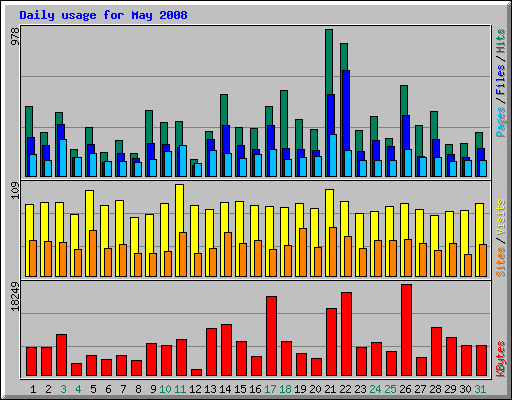 Daily usage for May 2008
978
Pages / Files / Hits
109
Sites / Visits
18249
KBytes
1 2 3 4 5 6 7 8 9 10 11 12 13 14 15 16 17 18 19 20 21 22 23 24 25 26 27 28 29 30 31